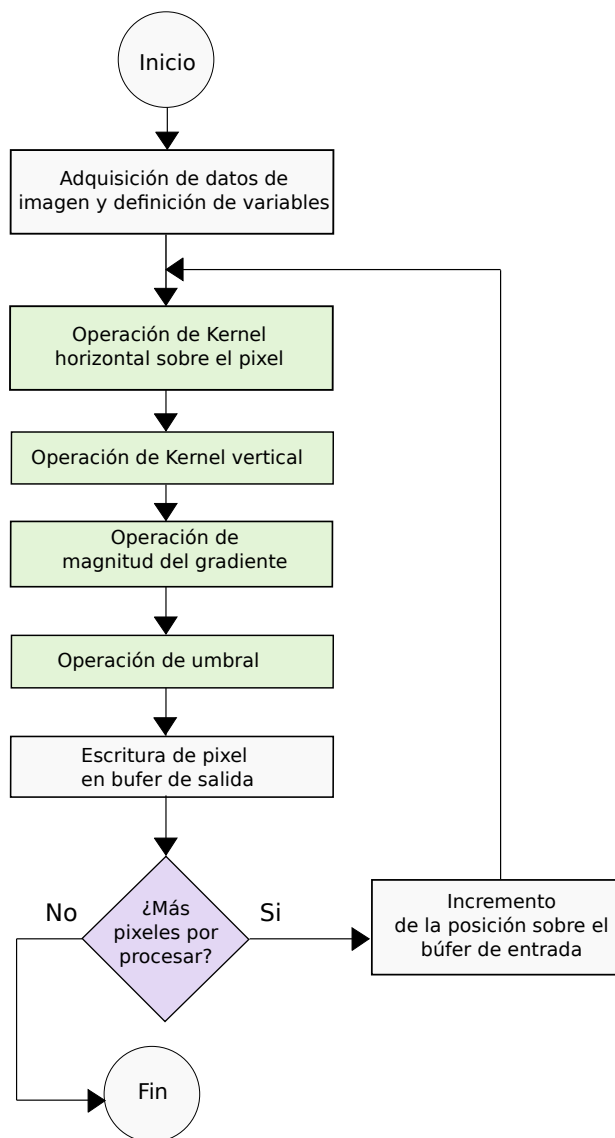 Inicio
Adquisición de datos de
imagen y definición de variables
Operación de Kernel
horizontal sobre el pixel
Operación de Kernel vertical
Operación de
magnitud del gradiente
Operación de umbral
Escritura de pixel
en bufer de salida
¿Más
pixeles por
procesar?
No
Si
Incremento
de la posición sobre el
búfer de entrada
Fin